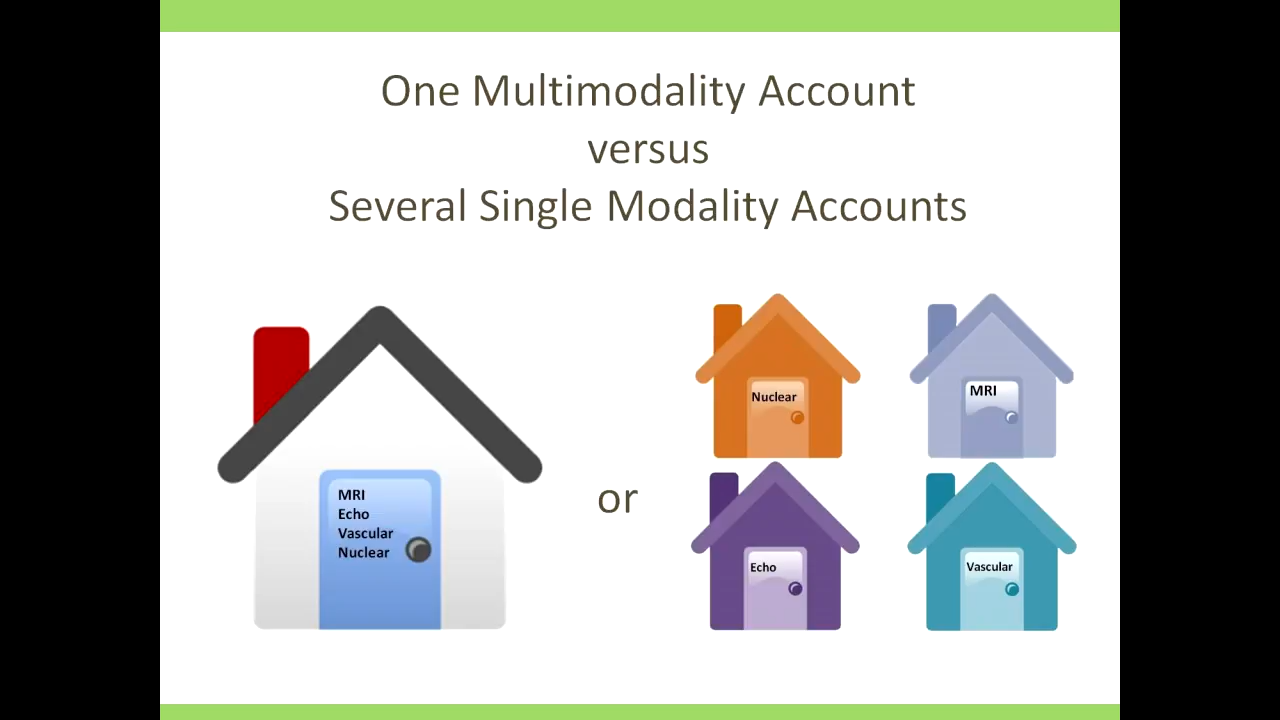 One Multimodality Account
versus
Several Single Modality Accounts
MRI
Echo
Vascular
Nuclear
or
Nuclear
MRI
Echo
Vascular